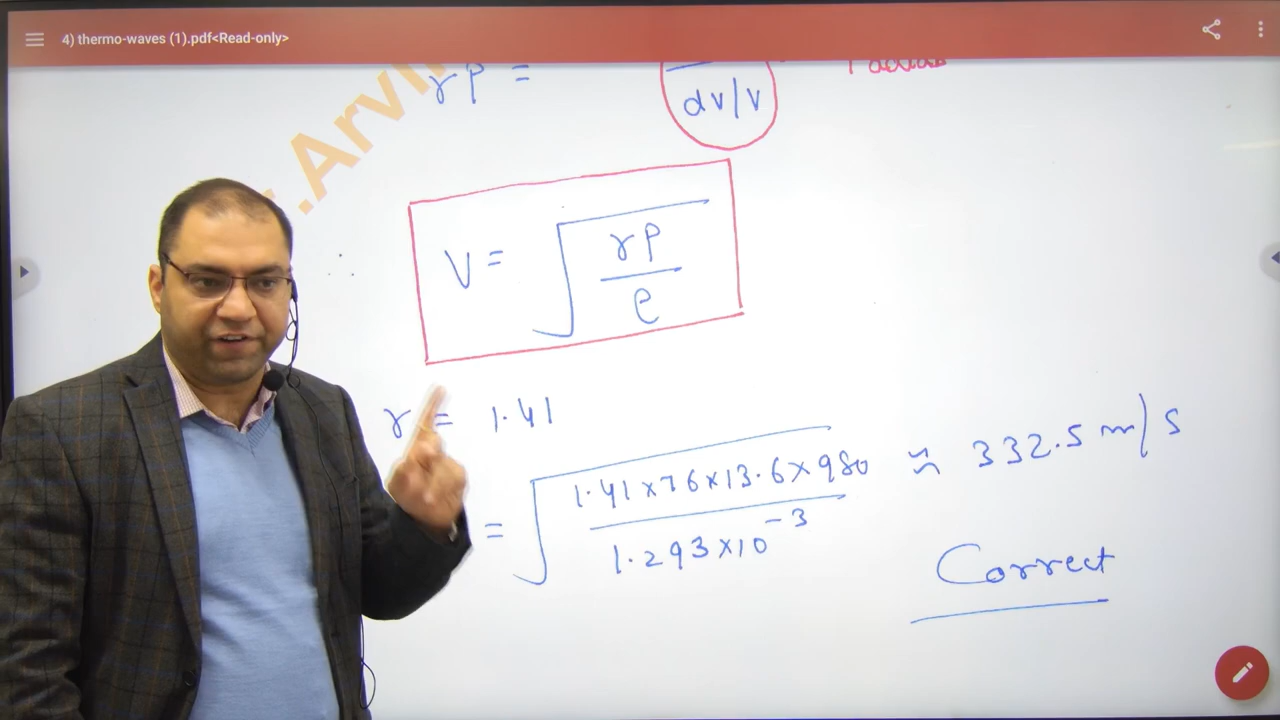 4) thermo-waves (1).pdf<Read-only>
γP =
dv/v
.Arvin
V = √(γP/ρ)
γ = 1.41
= √(1.41×76×13.6×980 / 1.293×10⁻³) ≈ 332.5 m/s
Correct